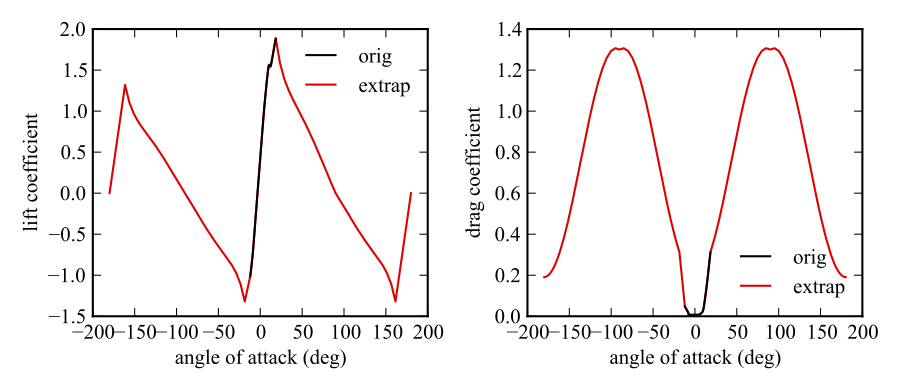 2.0
1.5
1.0
0.5
0.0
−0.5
−1.0
−1.5
−200 −150 −100 −50 0 50 100 150 200
lift coefficient
angle of attack (deg)
orig
extrap
1.4
1.2
1.0
0.8
0.6
0.4
0.2
0.0
−200 −150 −100 −50 0 50 100 150 200
drag coefficient
angle of attack (deg)
orig
extrap